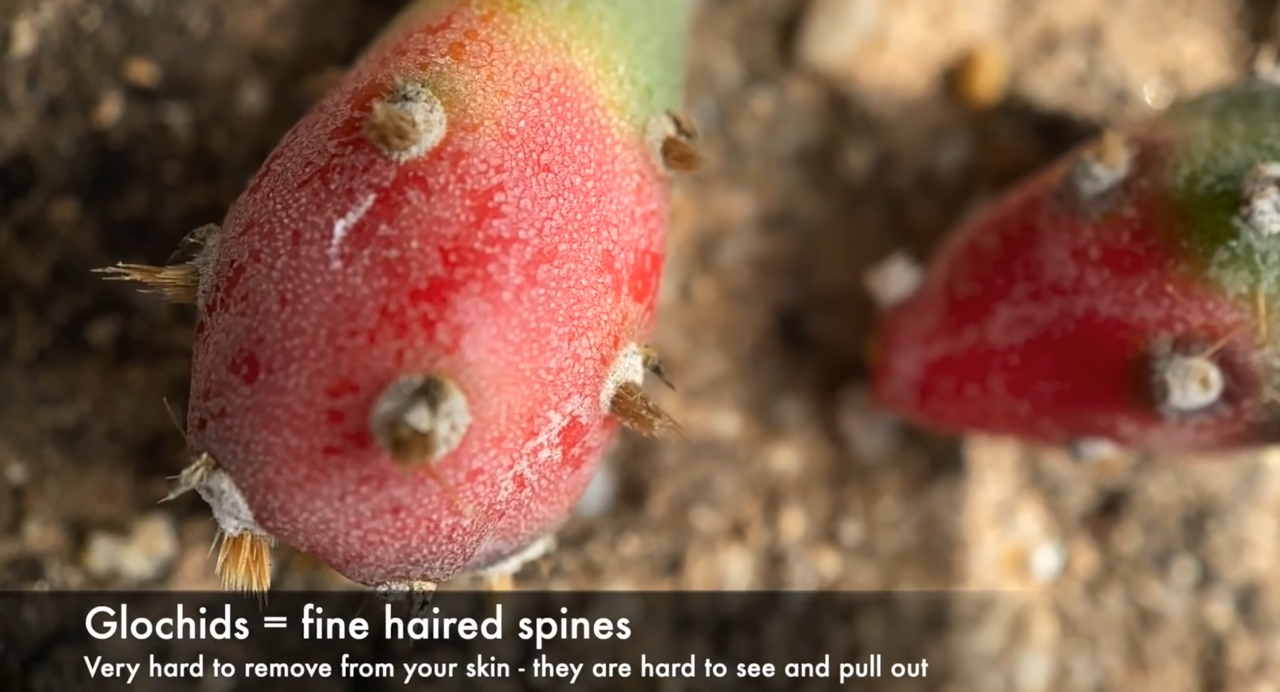 Glochids = fine haired spines
Very hard to remove from your skin - they are hard to see and pull out